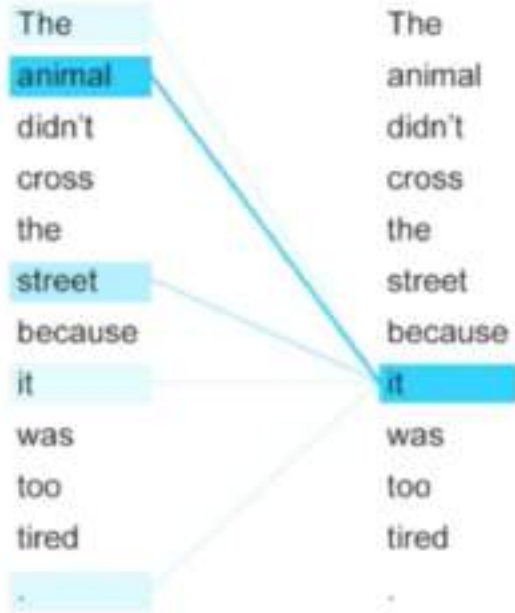 The
animal
didn't
cross
the
street
because
it
was
too
tired
.
The
animal
didn't
cross
the
street
because
it
was
too
tired
.